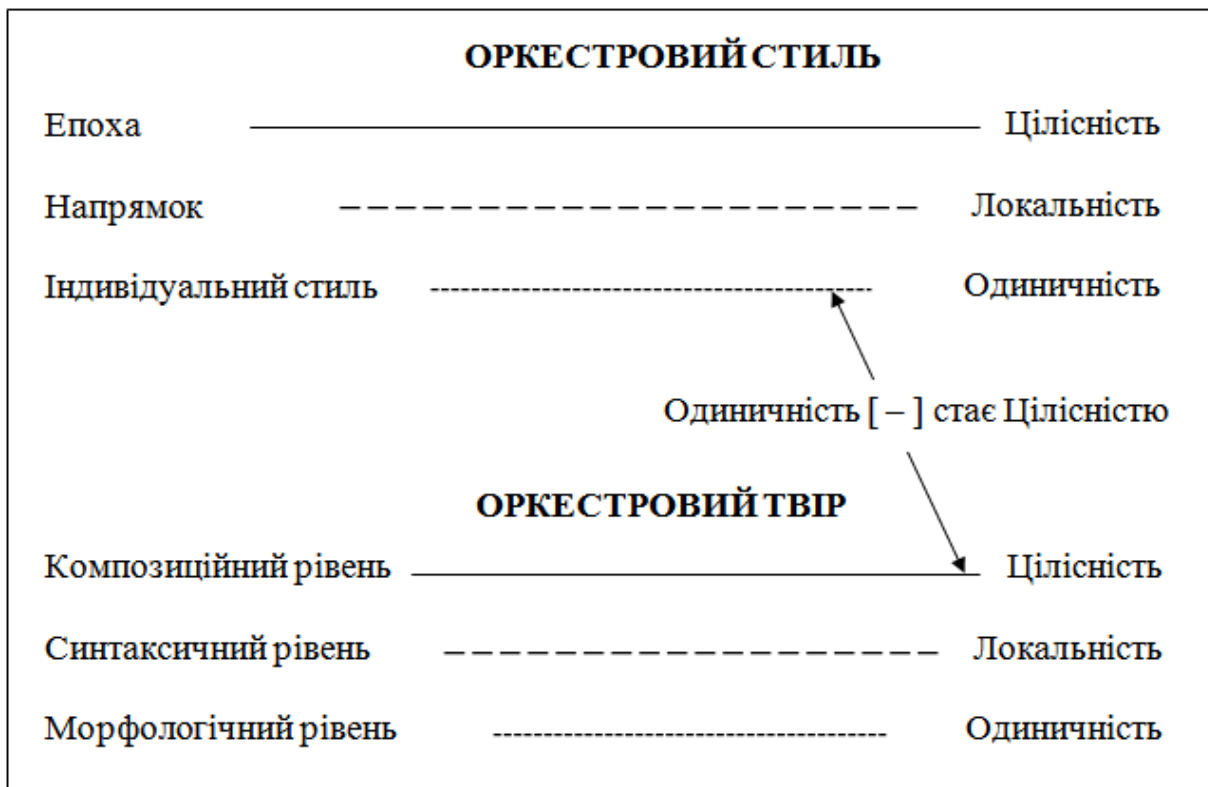 ОРКЕСТРОВИЙ СТИЛЬ
Епоха Цілісність
Напрямок Локальність
Індивідуальний стиль Одиничність
Одиничність [ – ] стає Цілісністю
ОРКЕСТРОВИЙ ТВІР
Композиційний рівень Цілісність
Синтаксичний рівень Локальність
Морфологічний рівень Одиничність